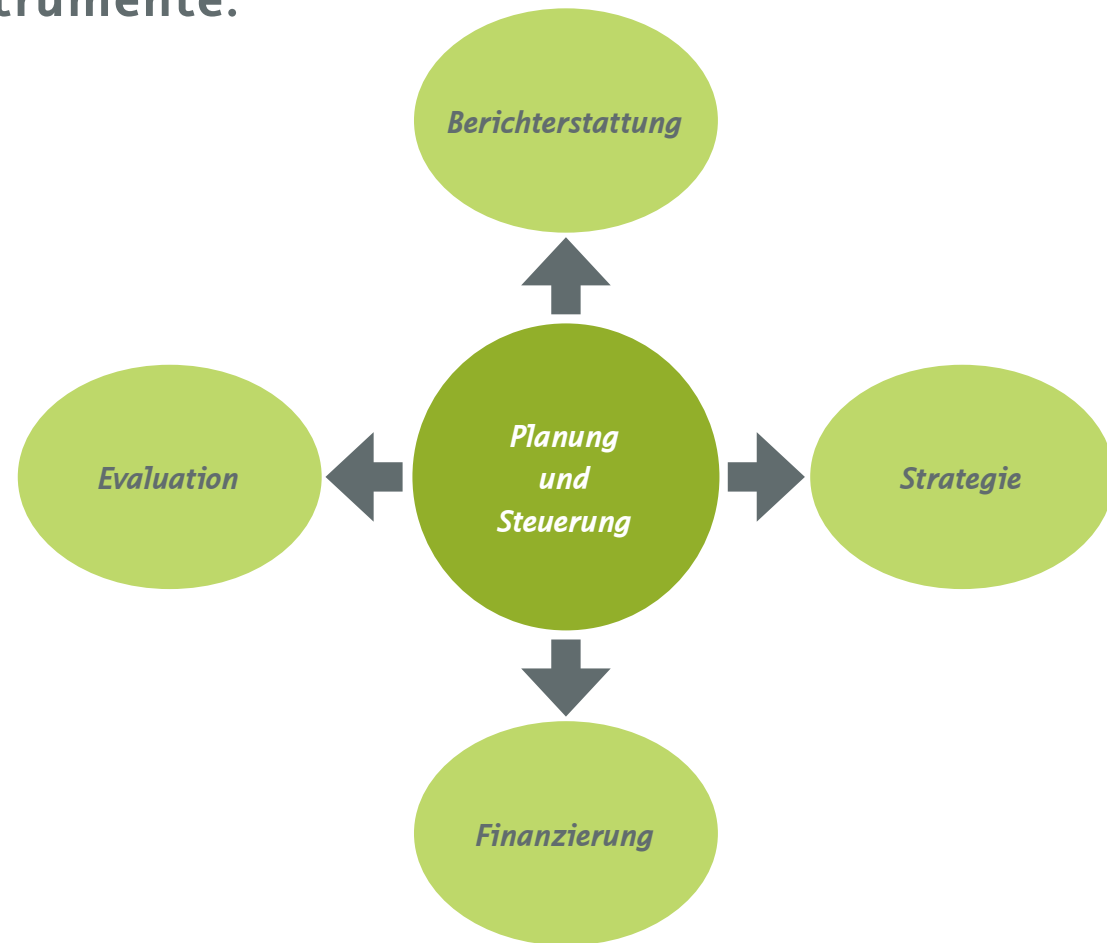 trumente.
Berichterstattung
Evaluation
Planung
und
Steuerung
Strategie
Finanzierung